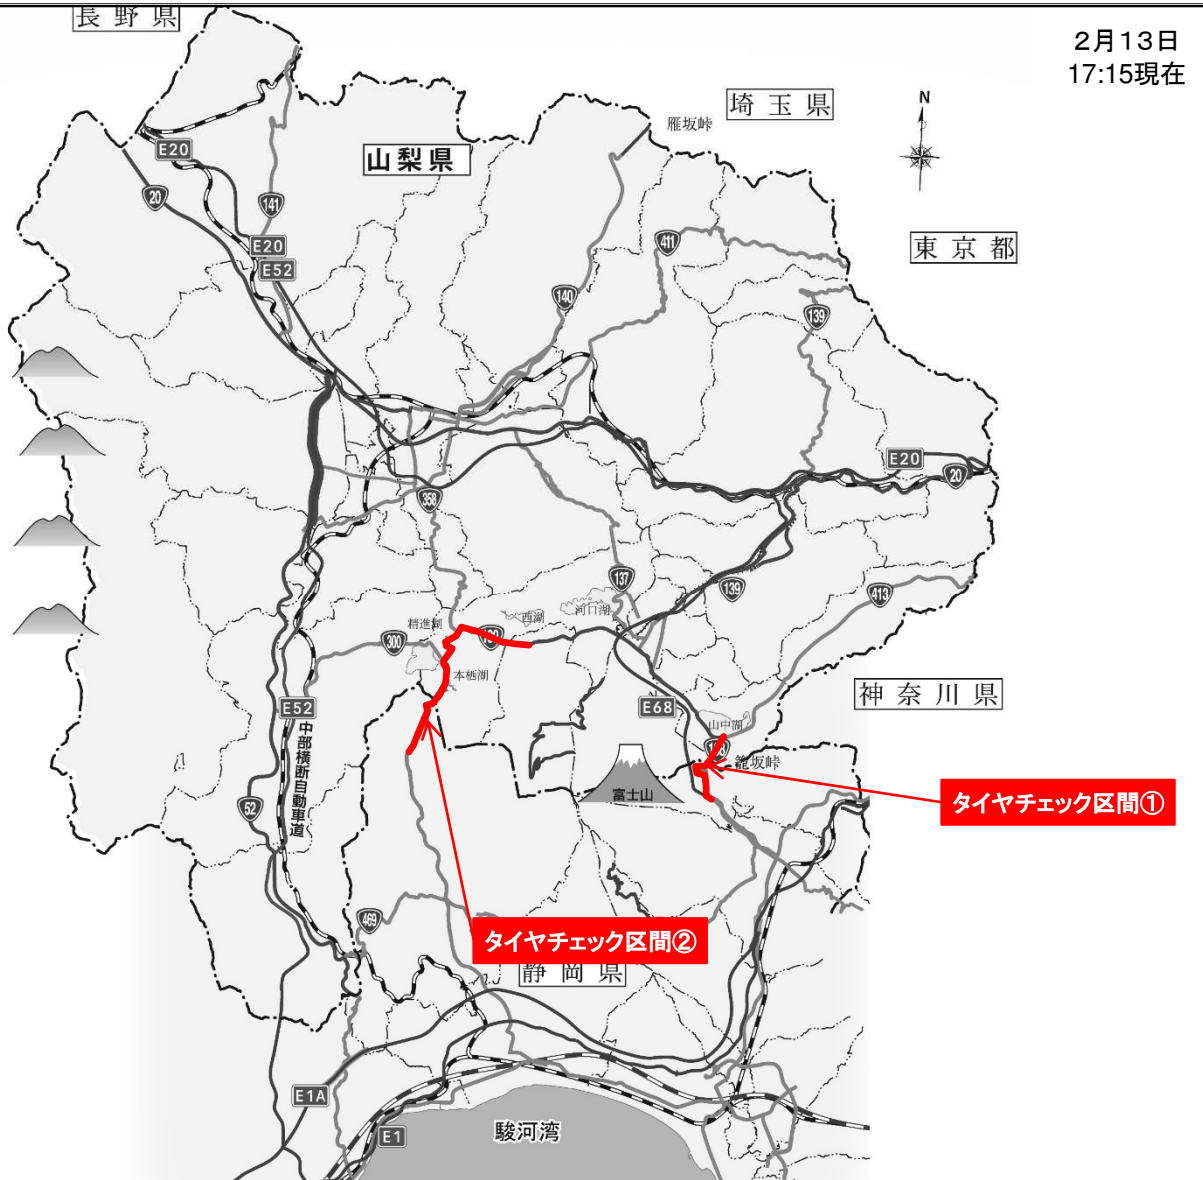 長野県
2月13日
17:15現在
埼玉県
N
雁坂峠
E20
山梨県
20
141
E20
E52
411
東京都
140
139
E20
20
358
137
139
413
精進湖
西湖
河口湖
300
本栖湖
E52
E68
山中湖
神奈川県
籠坂峠
富士山
中部横断自動車道
52
タイヤチェック区間①
469
タイヤチェック区間②
静岡県
E1A
E1
駿河湾